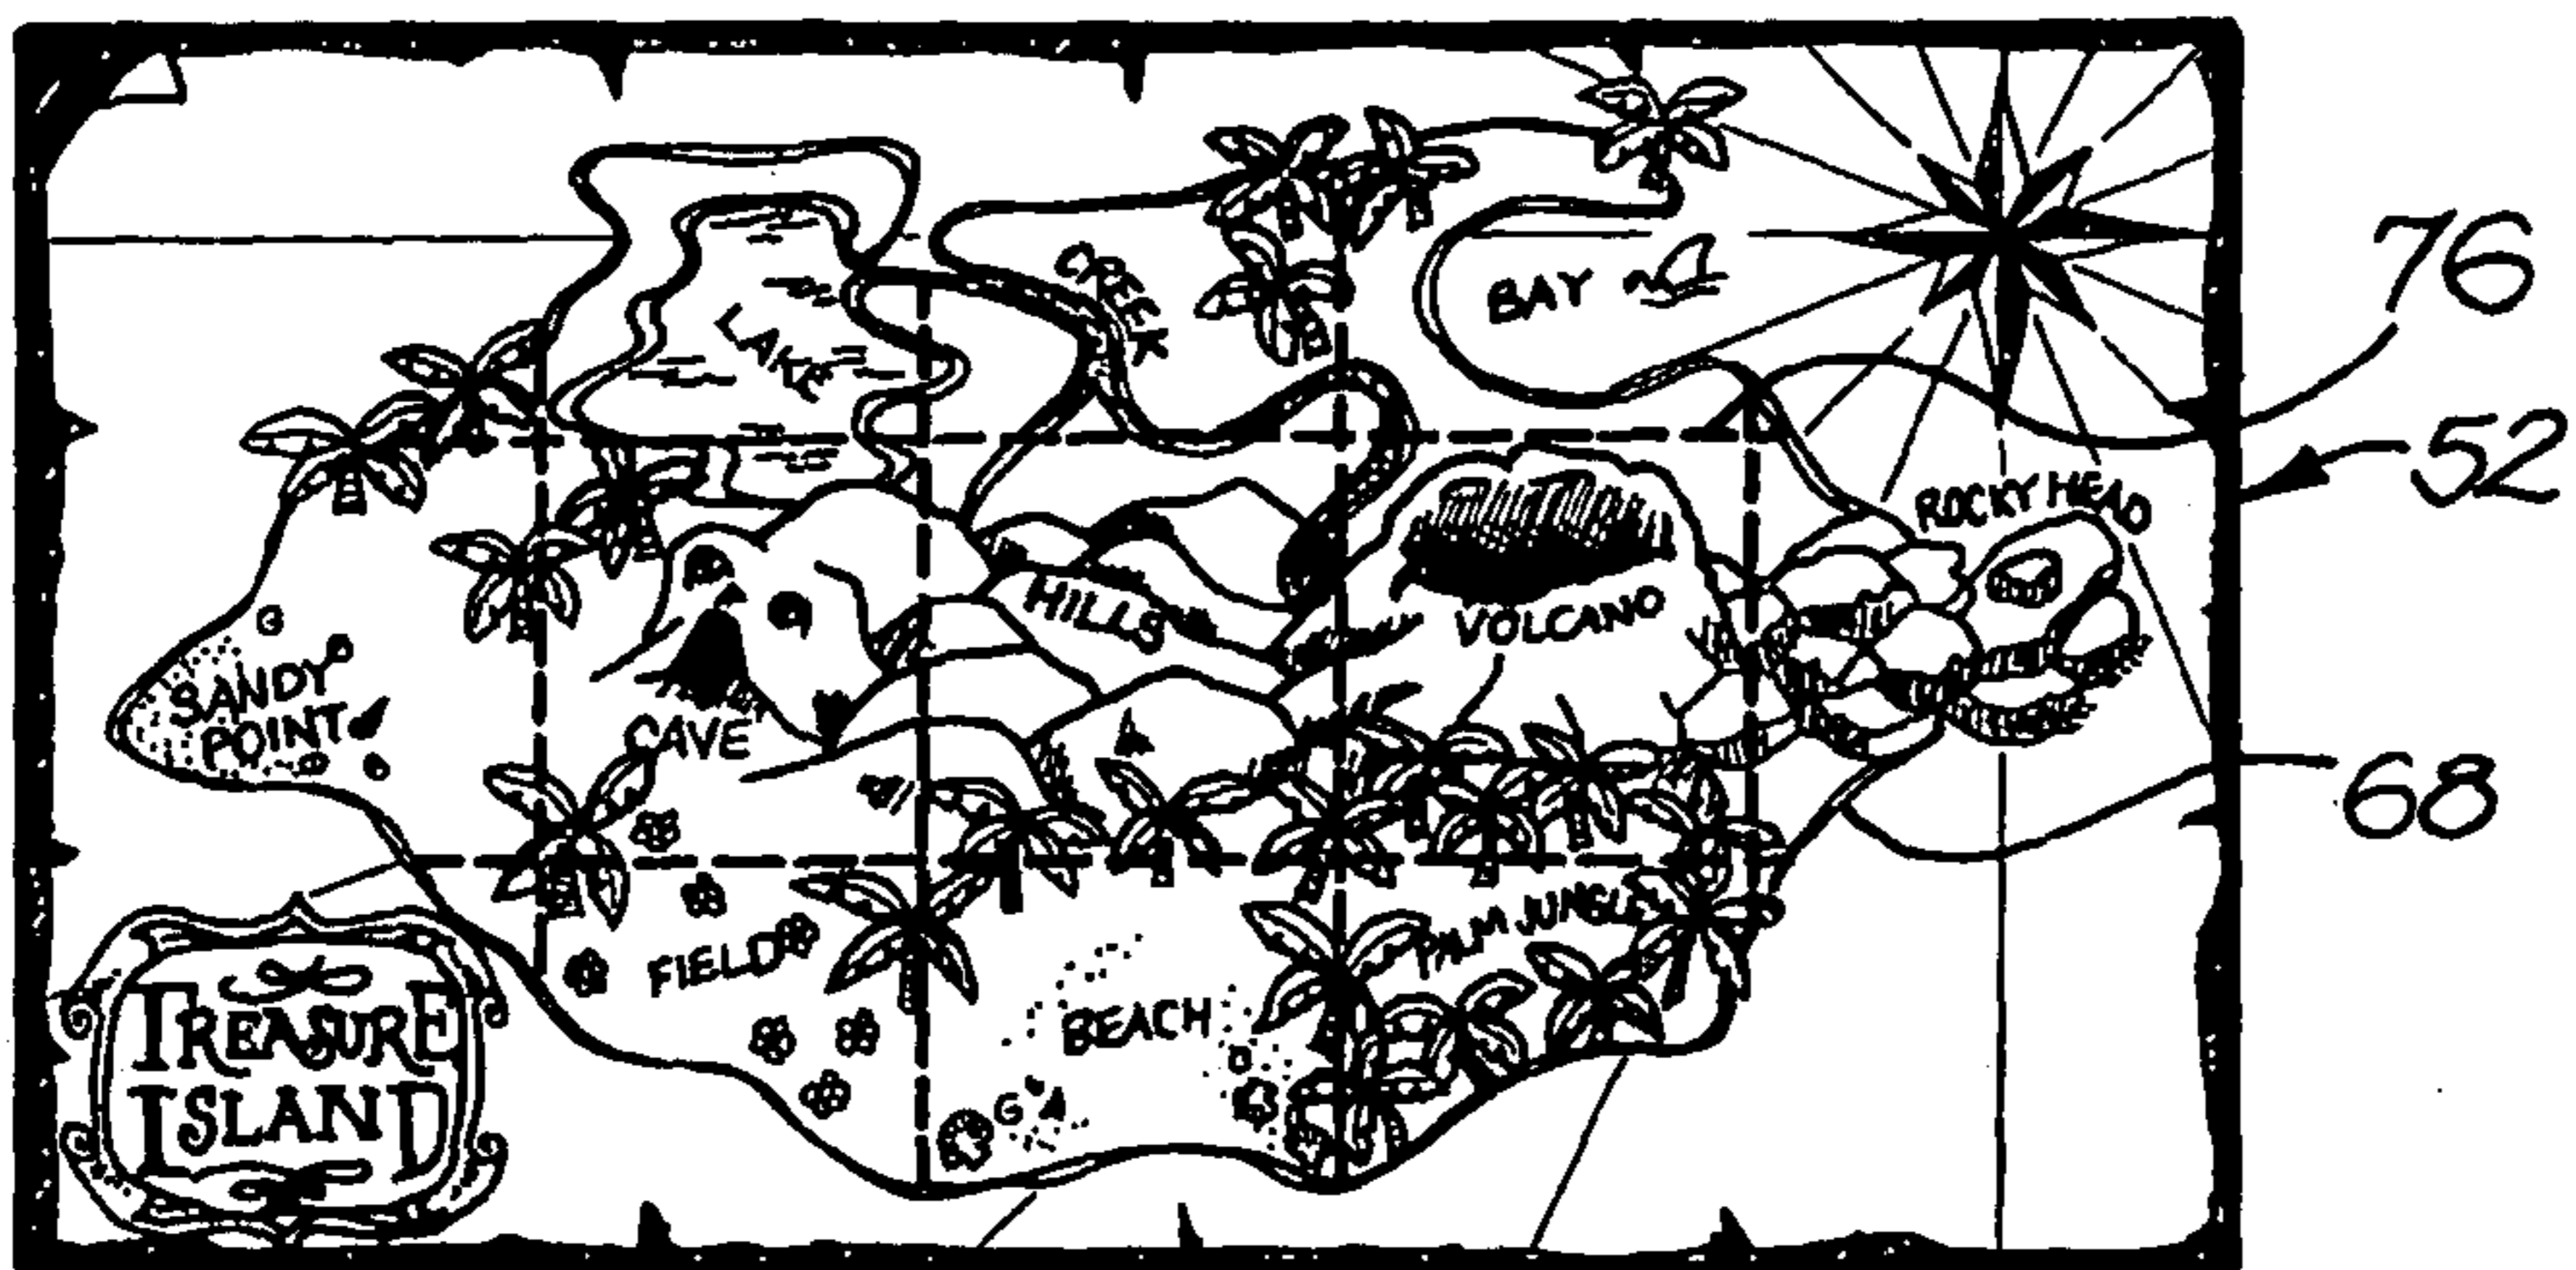 CREEK
BAY
76
LAKE
52
ROCKY HEAD
HILLS
VOLCANO
SANDY
POINT
CAVE
68
PALM JUNGLE
FIELD
BEACH
TREASURE
ISLAND